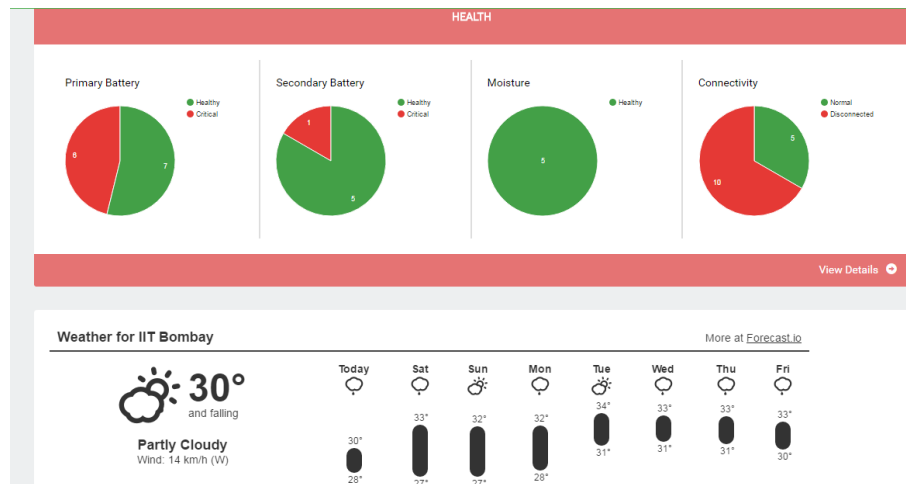 HEALTH
Primary Battery
Healthy
Critical
6
7
Secondary Battery
Healthy
Critical
1
5
Moisture
Healthy
5
Connectivity
Normal
Disconnected
5
10
View Details
Weather for IIT Bombay
More at Forecast.io
30°
and falling
Partly Cloudy
Wind: 14 km/h (W)
Today Sat Sun Mon Tue Wed Thu Fri
30° 33° 32° 32° 34° 33° 33° 33°
28° 27° 27° 28° 31° 31° 31° 30°